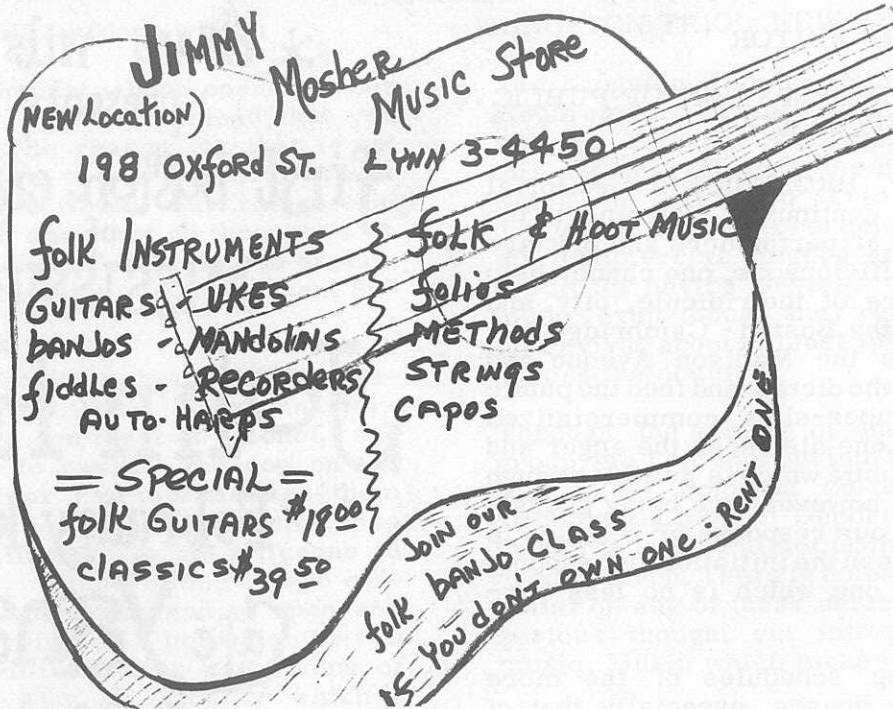 JIMMY Mosher Music Store
(NEW Location)
198 OXford ST. LYNN 3-4450
folk INSTRUMENTS
GUITARS - UKES
BANJOS - MANdoliNS
fiddles - RECORDERS
AUTO-HARPS
= SPECIAL =
folk GUITARS $18.00
CLASSICS $39.50
folk & HOOT MUSIC
folios
METHods
STRINGS
CAPOS
JOIN OUR
folk BANJO CLASS
IS YOU DON'T OWN ONE - RENT ONE